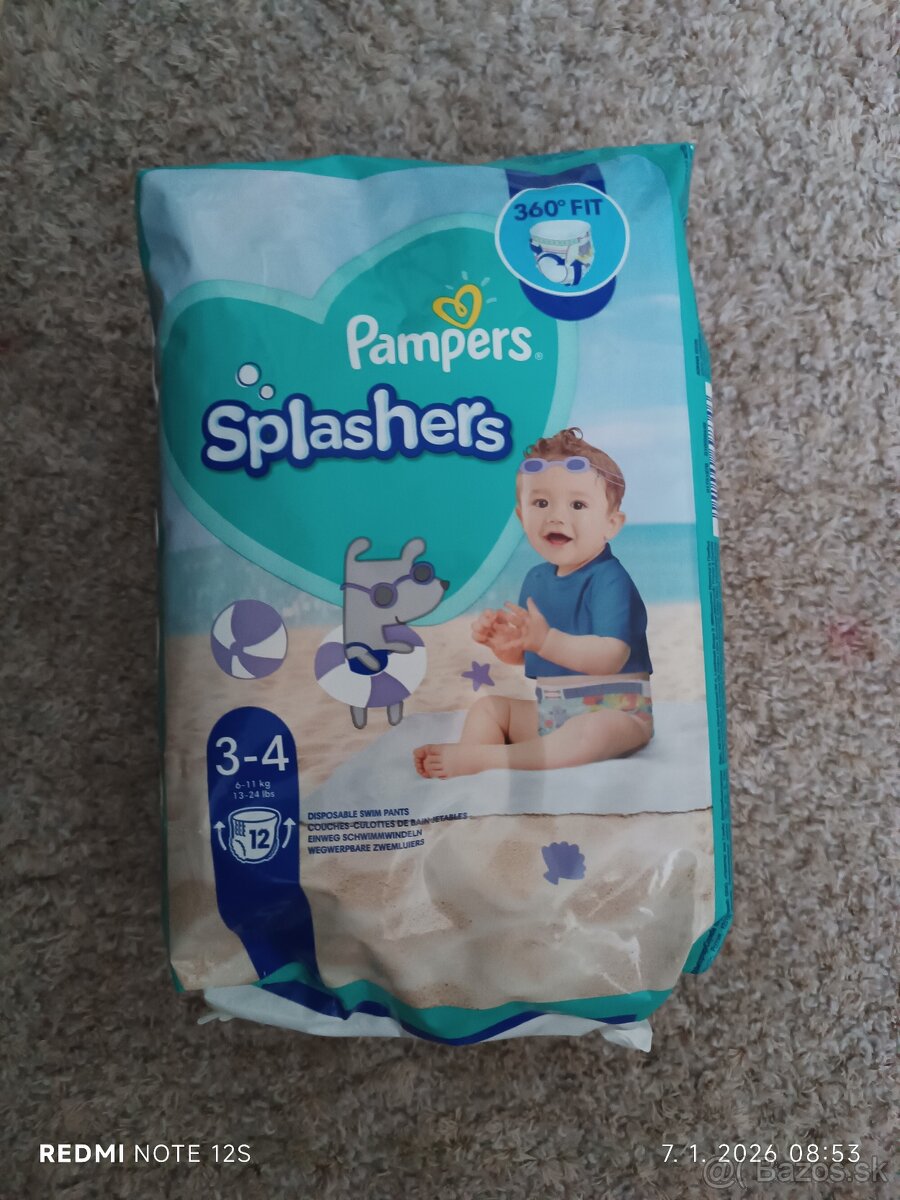 360° FIT
Pampers®
Splashers
3-4
6-11 kg
13-24 lbs
12
DISPOSABLE SWIM PANTS
COUCHES-CULOTTES DE BAIN JETABLES
EINWEG SCHWIMMWINDELN
WEGWERPBARE ZWEMLUIERS
REDMI NOTE 12S
7. 1. 2026 08:53
Bazos.sk